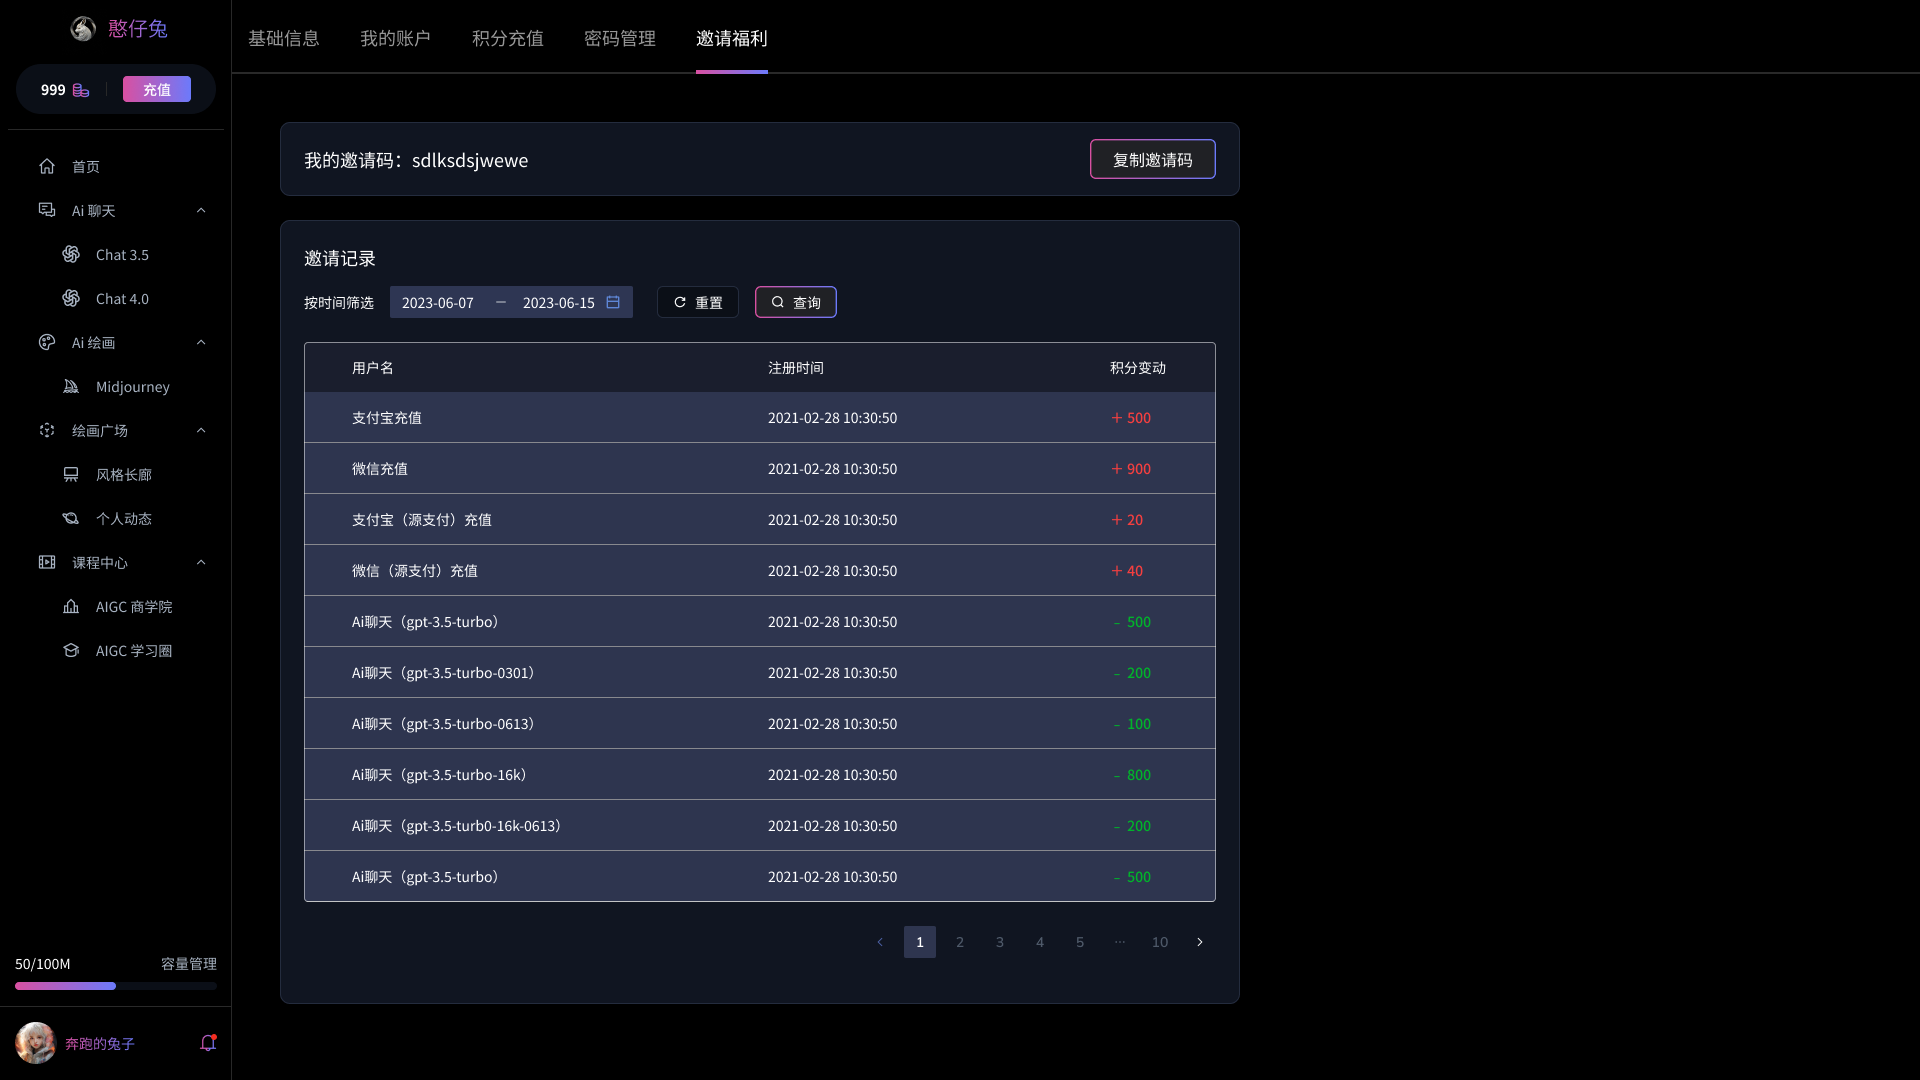 憨仔兔
999
充值
首页
Ai 聊天
Chat 3.5
Chat 4.0
Ai 绘画
Midjourney
绘画广场
风格长廊
个人动态
课程中心
AIGC 商学院
AIGC 学习圈
50/100M 容量管理
奔跑的兔子
基础信息 我的账户 积分充值 密码管理 邀请福利
我的邀请码：sdlksdsjwewe 复制邀请码
邀请记录
按时间筛选 2023-06-07 — 2023-06-15 重置 查询
用户名 注册时间 积分变动
支付宝充值 2021-02-28 10:30:50 + 500
微信充值 2021-02-28 10:30:50 + 900
支付宝（源支付）充值 2021-02-28 10:30:50 + 20
微信（源支付）充值 2021-02-28 10:30:50 + 40
Ai聊天（gpt-3.5-turbo） 2021-02-28 10:30:50 - 500
Ai聊天（gpt-3.5-turbo-0301） 2021-02-28 10:30:50 - 200
Ai聊天（gpt-3.5-turbo-0613） 2021-02-28 10:30:50 - 100
Ai聊天（gpt-3.5-turbo-16k） 2021-02-28 10:30:50 - 800
Ai聊天（gpt-3.5-turb0-16k-0613） 2021-02-28 10:30:50 - 200
Ai聊天（gpt-3.5-turbo） 2021-02-28 10:30:50 - 500
1 2 3 4 5 ··· 10